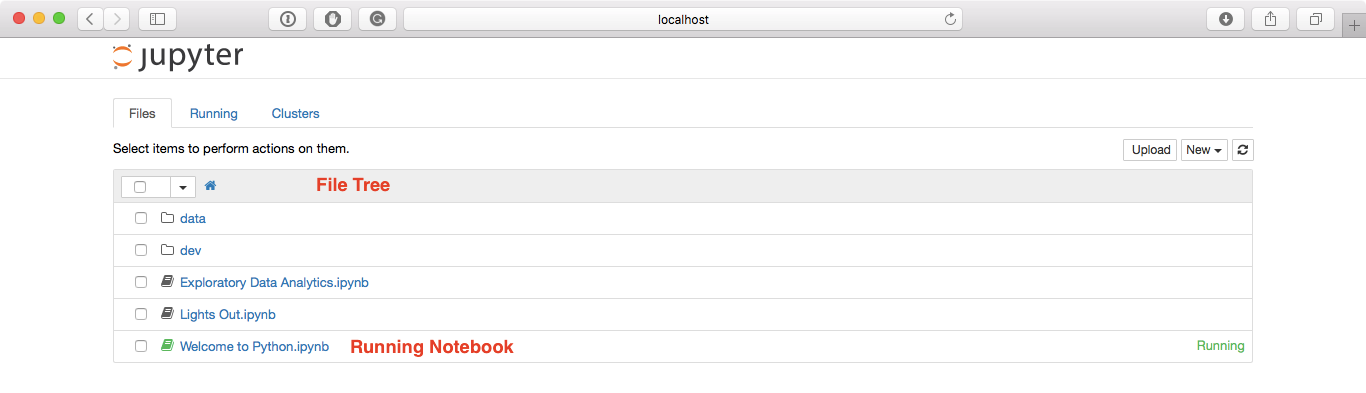 localhost
jupyter
Files Running Clusters
Select items to perform actions on them.
Upload New
File Tree
data
dev
Exploratory Data Analytics.ipynb
Lights Out.ipynb
Welcome to Python.ipynb Running Notebook Running